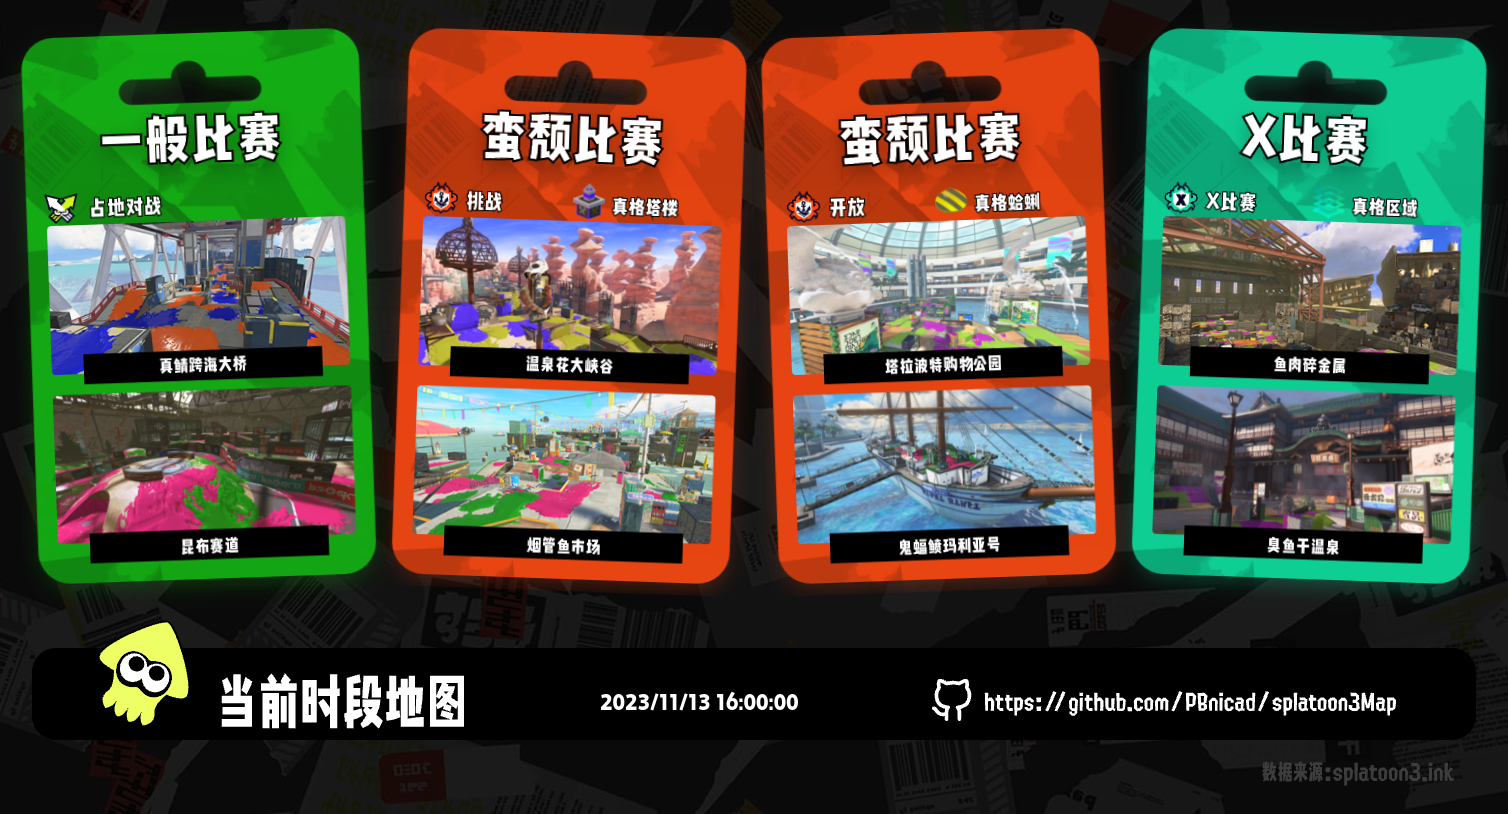 一般比赛
占地对战
真鲷跨海大桥
昆布赛道
蛮颓比赛
挑战
真格塔楼
温泉花大峡谷
烟管鱼市场
蛮颓比赛
开放
真格蛤蜊
塔拉波特购物公园
鬼蝠鲼玛利亚号
X比赛
X比赛
真格区域
鱼肉碎金属
臭鱼干温泉
当前时段地图
2023/11/13 16:00:00
https://github.com/PBnicad/splatoon3Map
数据来源:splatoon3.ink